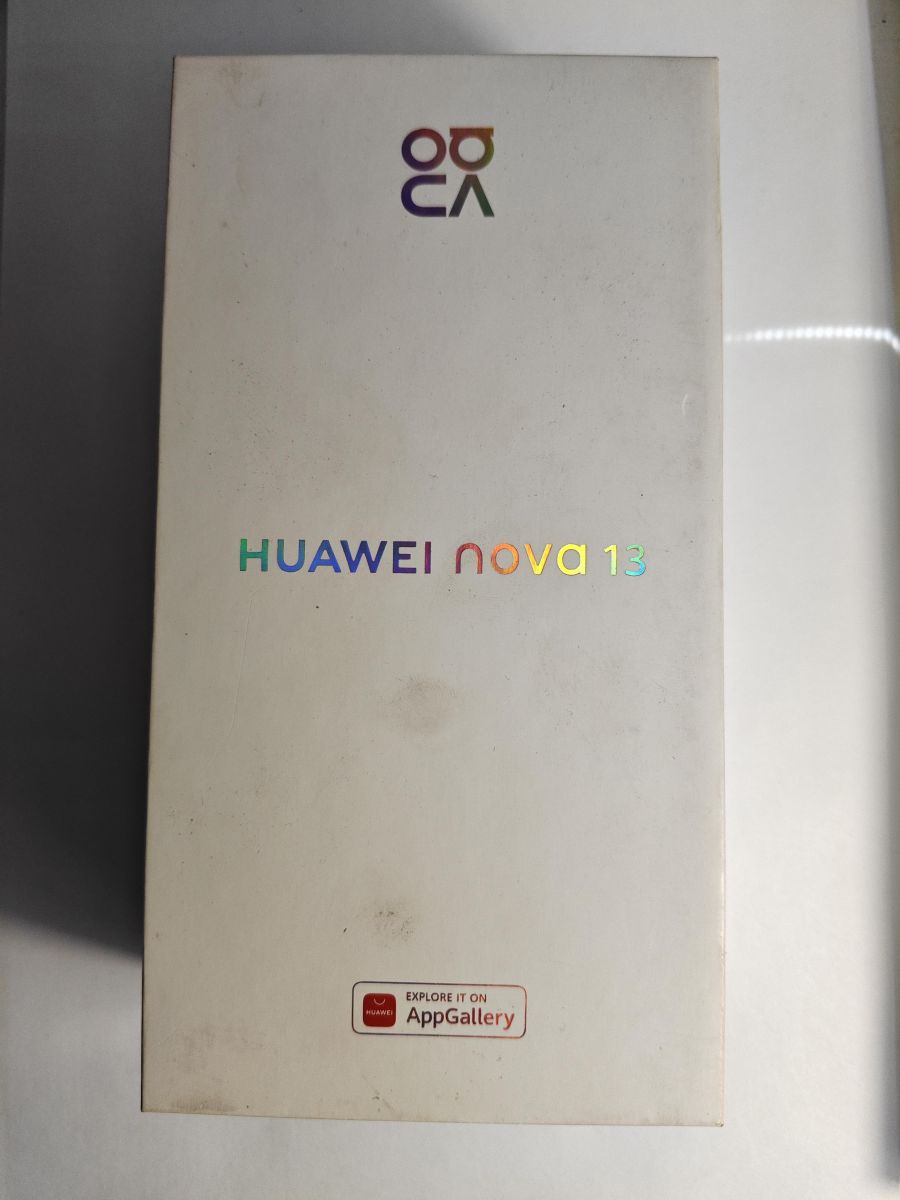 HUAWEI nova 13
EXPLORE IT ON
HUAWEI AppGallery